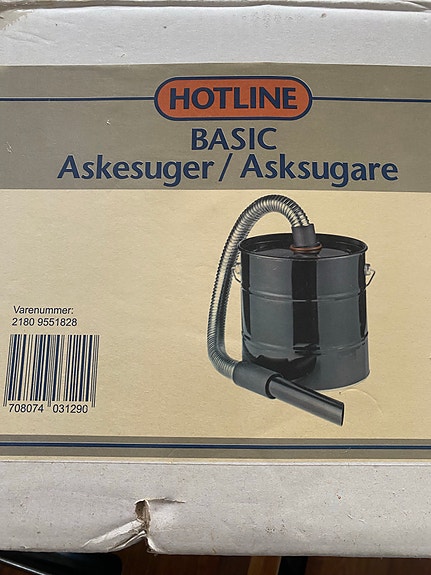 HOTLINE
BASIC
Askesuger / Asksugare
Varenummer:
2180 9551828
708074 031290